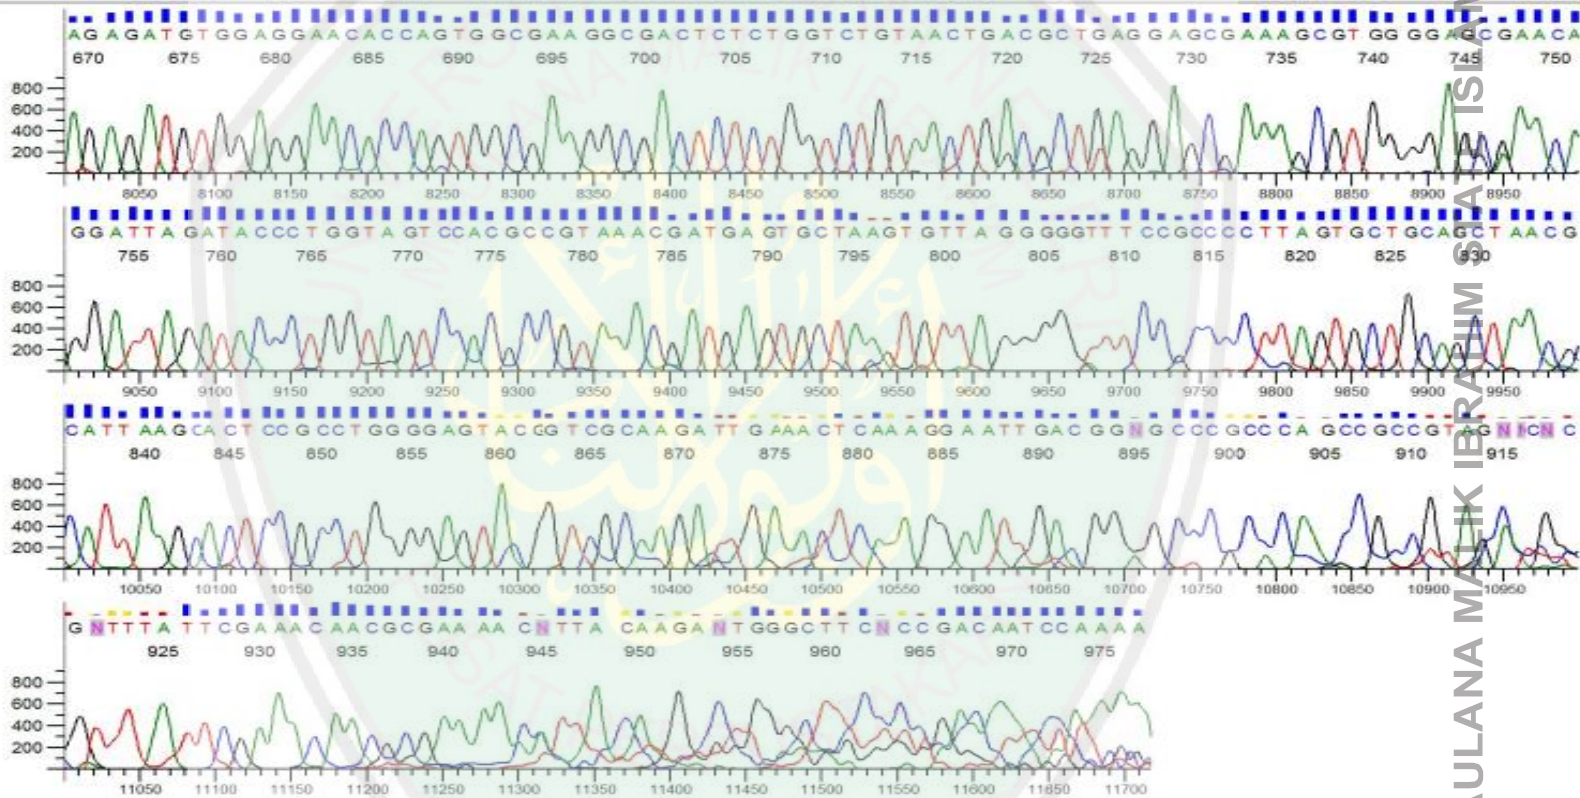 AGAGATGTGGAGGAACACCAGTGGCGAAGGCGACTCTCTGGTCTGTAACTGACGCTGAGGAGCGAAAGCGTGGGGAGCGAACA
670 675 680 685 690 695 700 705 710 715 720 725 730 735 740 745 750
800
600
400
200
8050 8100 8150 8200 8250 8300 8350 8400 8450 8500 8550 8600 8650 8700 8750 8800 8850 8900 8950
GGATTAGATACCCTGGTAGTCCACGCCGTAAACGATGAGTGCTAAGTGTTAGGGGGTTTCCGCCCCTTAGTGCTGCAGCTAACG
755 760 765 770 775 780 785 790 795 800 805 810 815 820 825 830
800
600
400
200
9050 9100 9150 9200 9250 9300 9350 9400 9450 9500 9550 9600 9650 9700 9750 9800 9850 9900 9950
CATTAAGCACTCCGCCTGGGGAGTACGGTCGCAAGATTGAAACTCAAAGGAATTGACGGNGCCCGCCCAGCCGCCGTAGN CNC
840 845 850 855 860 865 870 875 880 885 890 895 900 905 910 915
800
600
400
200
10050 10100 10150 10200 10250 10300 10350 10400 10450 10500 10550 10600 10650 10700 10750 10800 10850 10900 10950
GNTTTATTCGAAACAACGCGAAAACNTTACAAGANTGGGCTTCNCCGACAATCCAAAA
925 930 935 940 945 950 955 960 965 970 975
800
600
400
200
11050 11100 11150 11200 11250 11300 11350 11400 11450 11500 11550 11600 11650 11700
AULANA MALIK IBRAHIM STATE ISLAM